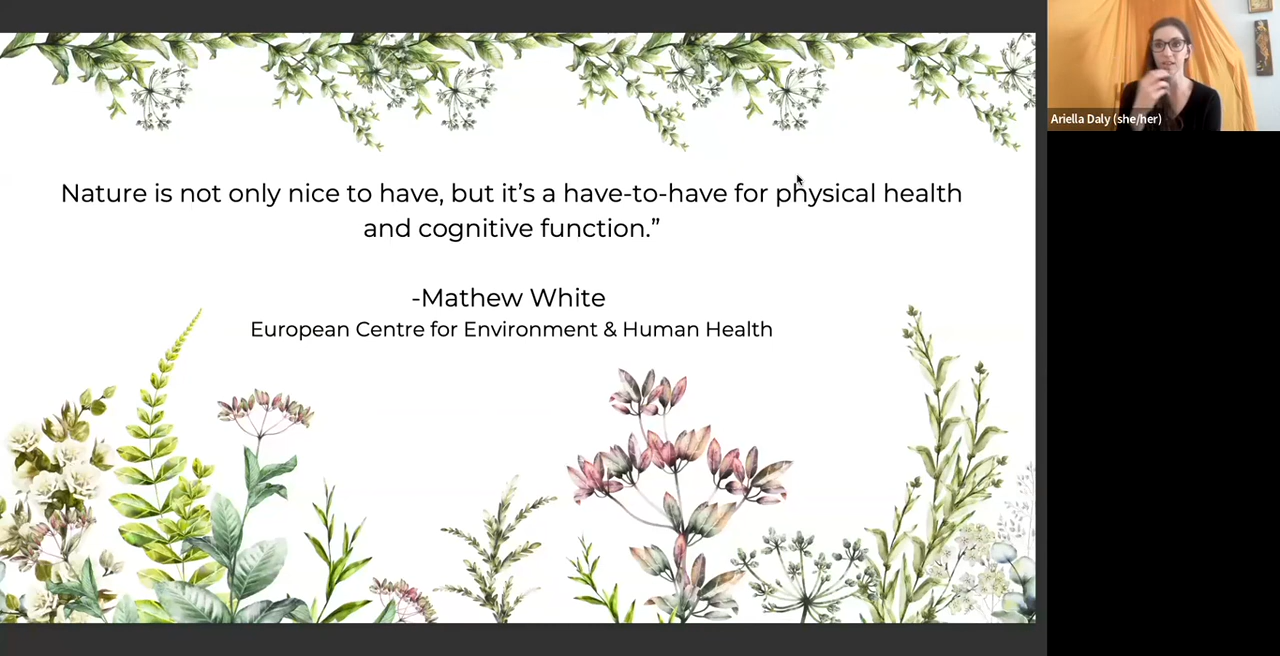 Nature is not only nice to have, but it’s a have-to-have for physical health
and cognitive function.”
-Mathew White
European Centre for Environment & Human Health
Ariella Daly (she/her)